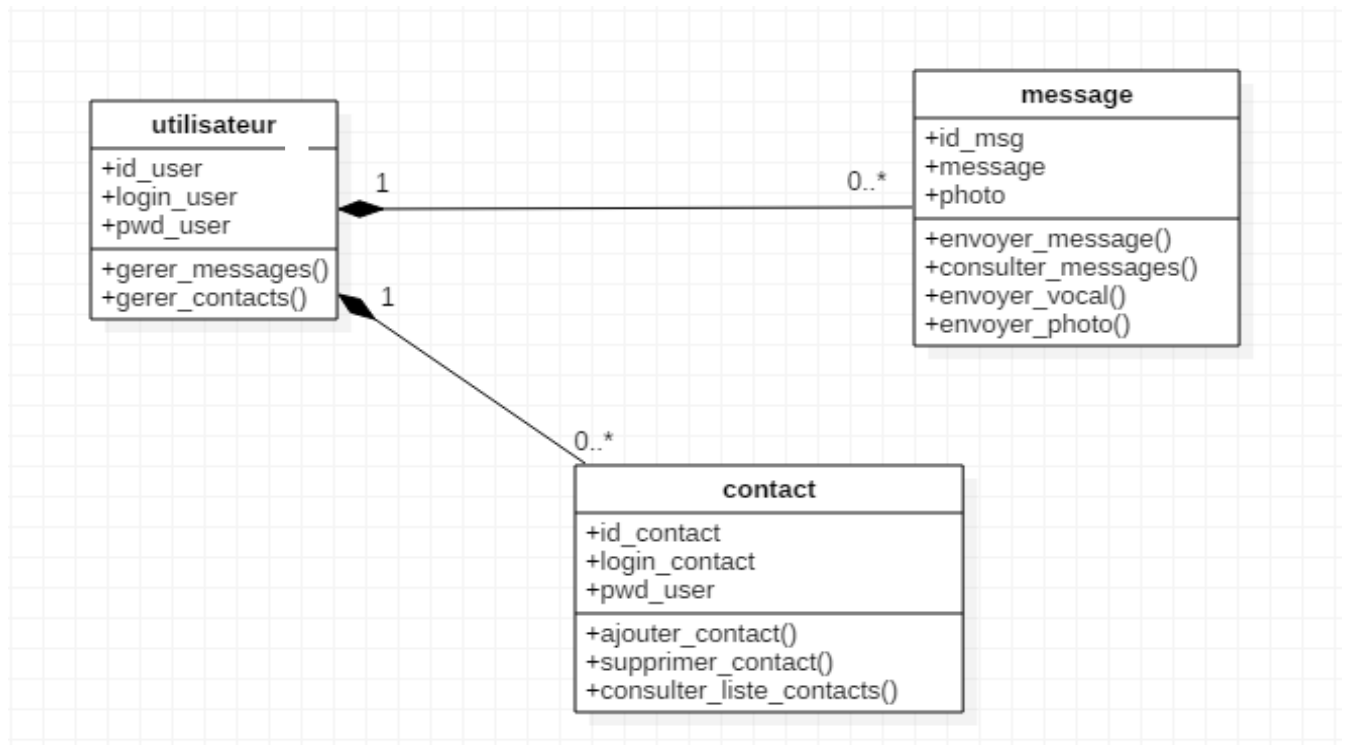 utilisateur
+id_user
+login_user
+pwd_user
+gerer_messages()
+gerer_contacts()
1
0..*
message
+id_msg
+message
+photo
+envoyer_message()
+consulter_messages()
+envoyer_vocal()
+envoyer_photo()
1
0..*
contact
+id_contact
+login_contact
+pwd_user
+ajouter_contact()
+supprimer_contact()
+consulter_liste_contacts()